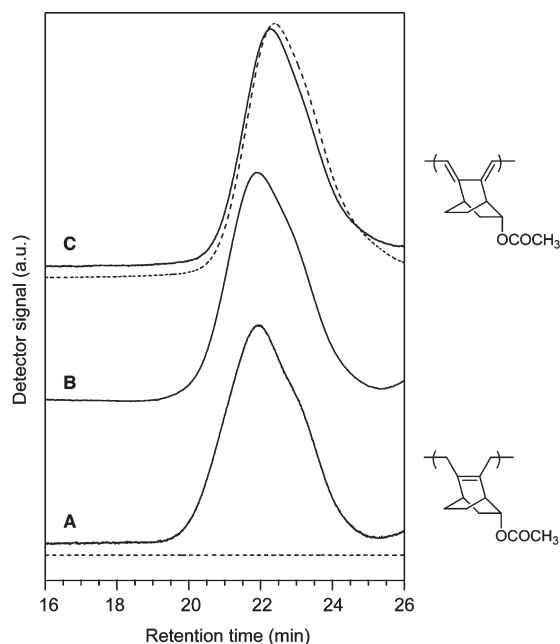 C
B
A
Detector signal (a.u.)
16 18 20 22 24 26
Retention time (min)
OCOCH3
OCOCH3